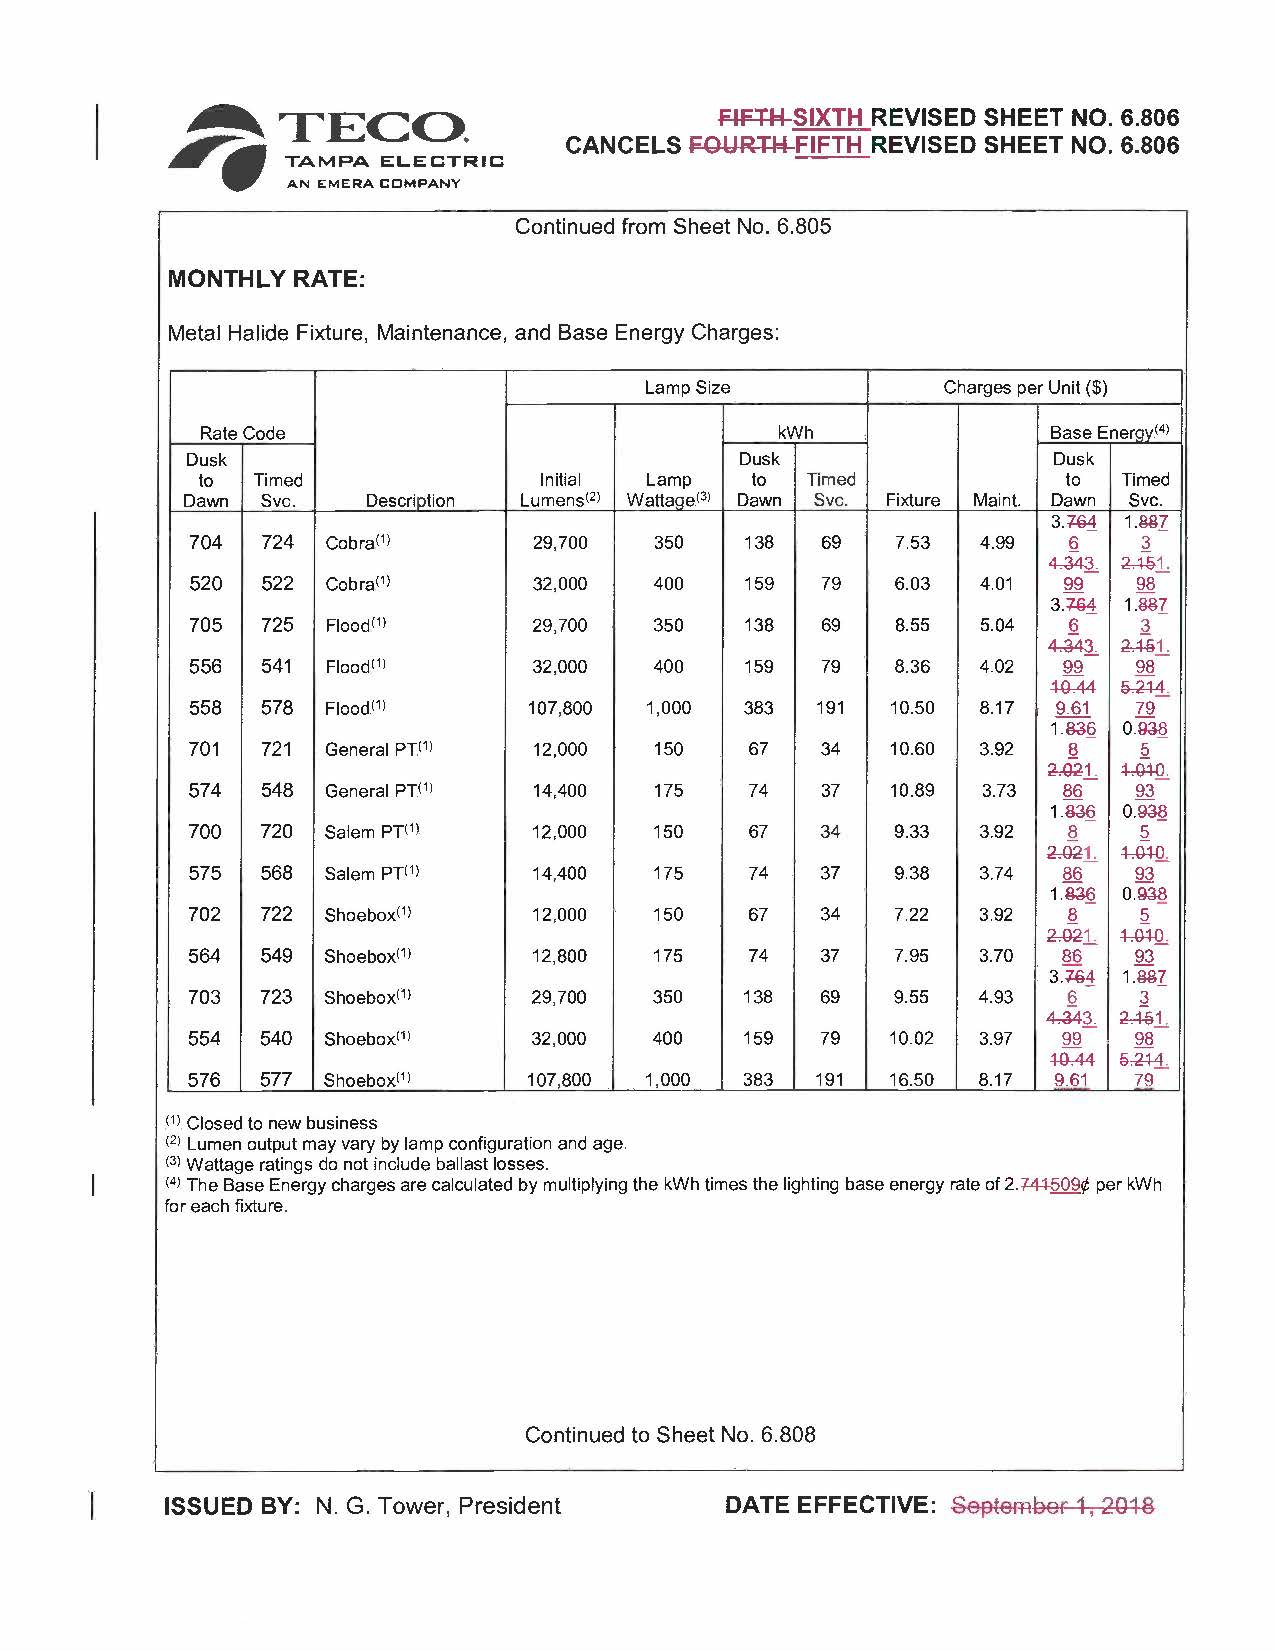 TECO.
TAMPA ELECTRIC
AN EMERA COMPANY
FIFTH SIXTH REVISED SHEET NO. 6.806
CANCELS FOURTH FIFTH REVISED SHEET NO. 6.806
Continued from Sheet No. 6.805
MONTHLY RATE:
Metal Halide Fixture, Maintenance, and Base Energy Charges:
Lamp Size Charges per Unit ($)
Rate Code kWh Base Energy(4)
Dusk Dusk Dusk
to Timed Initial Lamp to Timed to Timed
Dawn Svc. Description Lumens(2) Wattage(3) Dawn Svc. Fixture Maint. Dawn Svc.
3.764 1.887
704 724 Cobra(1) 29,700 350 138 69 7.53 4.99 6 3
4.343. 2.151.
520 522 Cobra(1) 32,000 400 159 79 6.03 4.01 99 98
3.764 1.887
705 725 Flood(1) 29,700 350 138 69 8.55 5.04 6 3
4.343. 2.151.
556 541 Flood(1) 32,000 400 159 79 8.36 4.02 99 98
10.44 5.214.
558 578 Flood(1) 107,800 1,000 383 191 10.50 8.17 9.61 79
1.836 0.938
701 721 General PT(1) 12,000 150 67 34 10.60 3.92 8 5
2.021. 1.010.
574 548 General PT(1) 14,400 175 74 37 10.89 3.73 86 93
1.836 0.938
700 720 Salem PT(1) 12,000 150 67 34 9.33 3.92 8 5
2.021. 1.010.
575 568 Salem PT(1) 14,400 175 74 37 9.38 3.74 86 93
1.836 0.938
702 722 Shoebox(1) 12,000 150 67 34 7.22 3.92 8 5
2.021. 1.010.
564 549 Shoebox(1) 12,800 175 74 37 7.95 3.70 86 93
3.764 1.887
703 723 Shoebox(1) 29,700 350 138 69 9.55 4.93 6 3
4.343. 2.151.
554 540 Shoebox(1) 32,000 400 159 79 10.02 3.97 99 98
10.44 5.214.
576 577 Shoebox(1) 107,800 1,000 383 191 16.50 8.17 9.61 79
(1) Closed to new business
(2) Lumen output may vary by lamp configuration and age.
(3) Wattage ratings do not include ballast losses.
(4) The Base Energy charges are calculated by multiplying the kWh times the lighting base energy rate of 2.741509¢ per kWh
for each fixture.
Continued to Sheet No. 6.808
ISSUED BY: N. G. Tower, President DATE EFFECTIVE: September 1, 2018